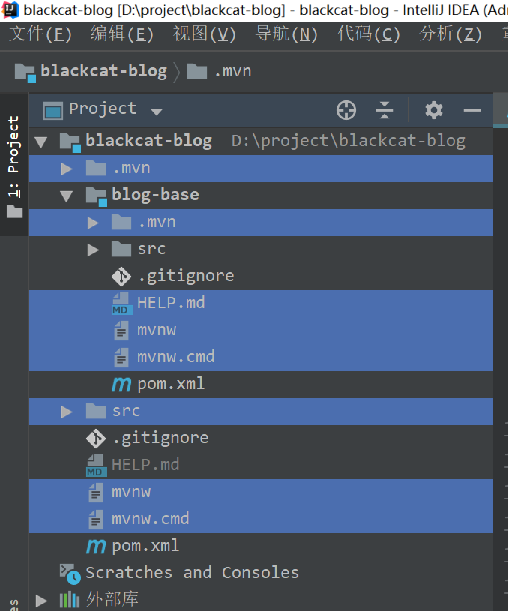 blackcat-blog [D:\project\blackcat-blog] - blackcat-blog - IntelliJ IDEA (Adr
文件(F) 编辑(E) 视图(V) 导航(N) 代码(C) 分析(Z)
blackcat-blog .mvn
1: Project
Project
blackcat-blog D:\project\blackcat-blog
.mvn
blog-base
.mvn
src
.gitignore
HELP.md
mvnw
mvnw.cmd
pom.xml
src
.gitignore
HELP.md
mvnw
mvnw.cmd
pom.xml
Scratches and Consoles
外部库